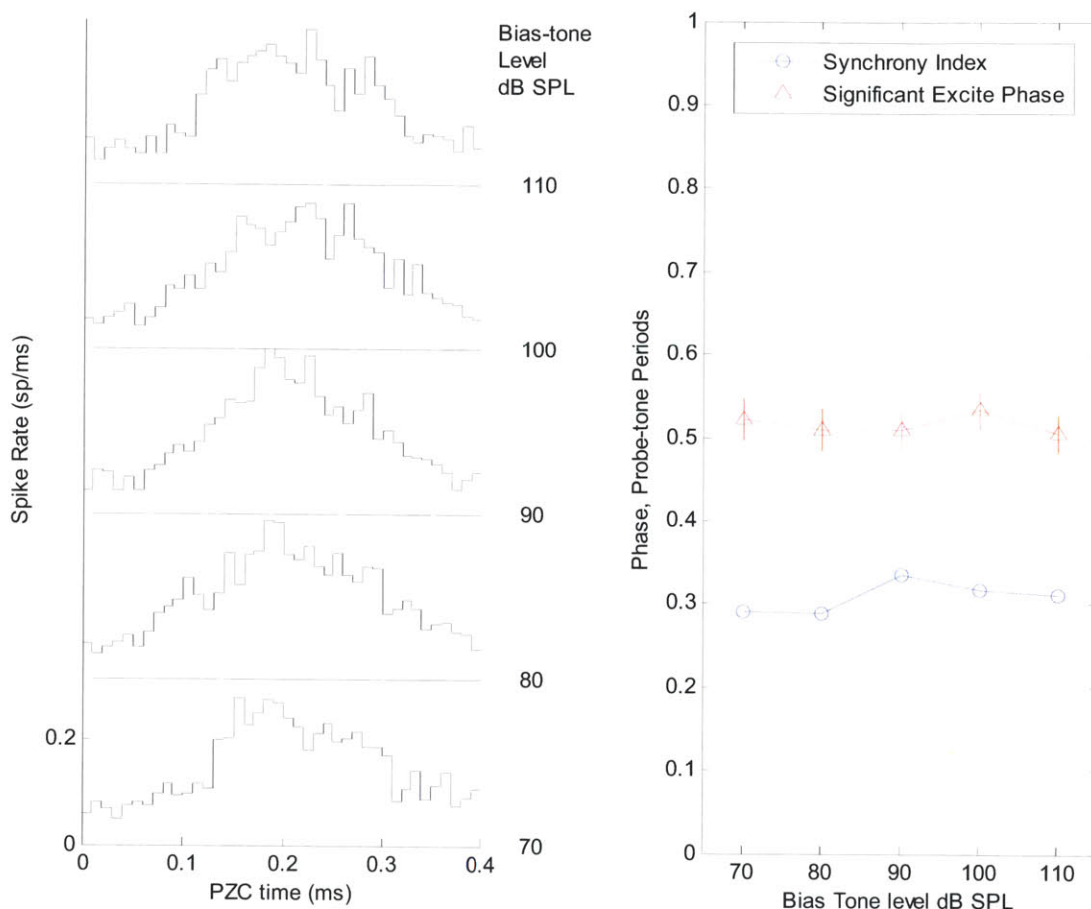 Bias-tone
Level
dB SPL
110
100
90
80
70
Spike Rate (sp/ms)
0.2
0
0 0.1 0.2 0.3 0.4
PZC time (ms)
Synchrony Index
Significant Excite Phase
Phase, Probe-tone Periods
1
0.9
0.8
0.7
0.6
0.5
0.4
0.3
0.2
0.1
0
70 80 90 100 110
Bias Tone level dB SPL